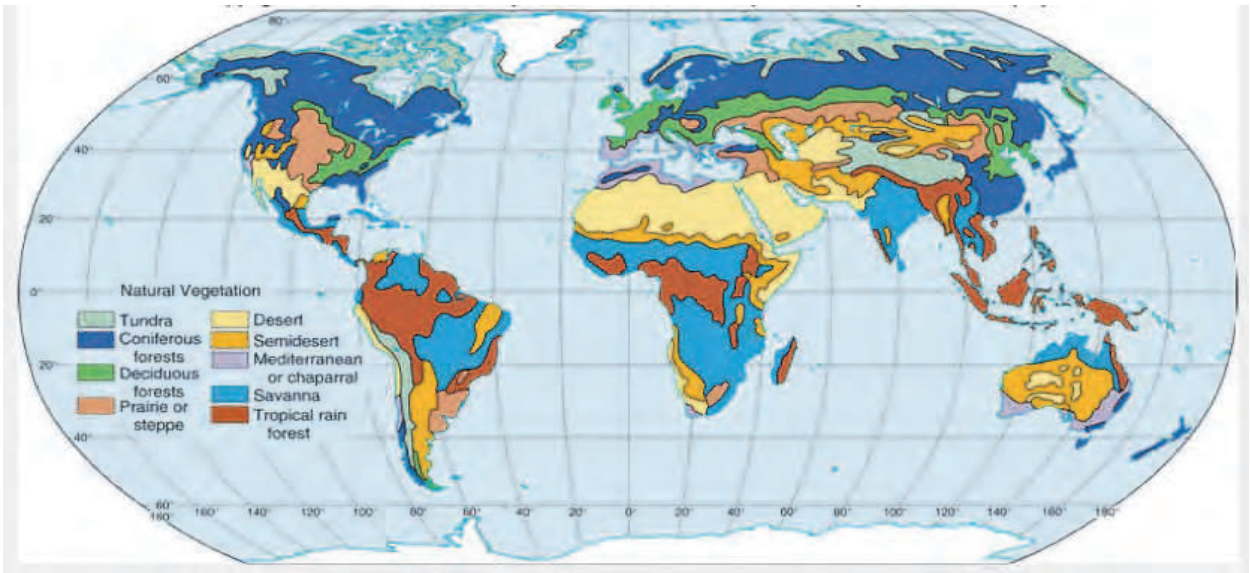 80°
60°
40°
20°
0°
20°
40°
60°
Natural Vegetation
Tundra
Coniferous
forests
Deciduous
forests
Prairie or
steppe
Desert
Semidesert
Mediterranean
or chaparral
Savanna
Tropical rain
forest
180° 160° 140° 120° 100° 80° 60° 40° 20° 0° 20° 40° 60° 80° 100° 120° 140° 160° 180°